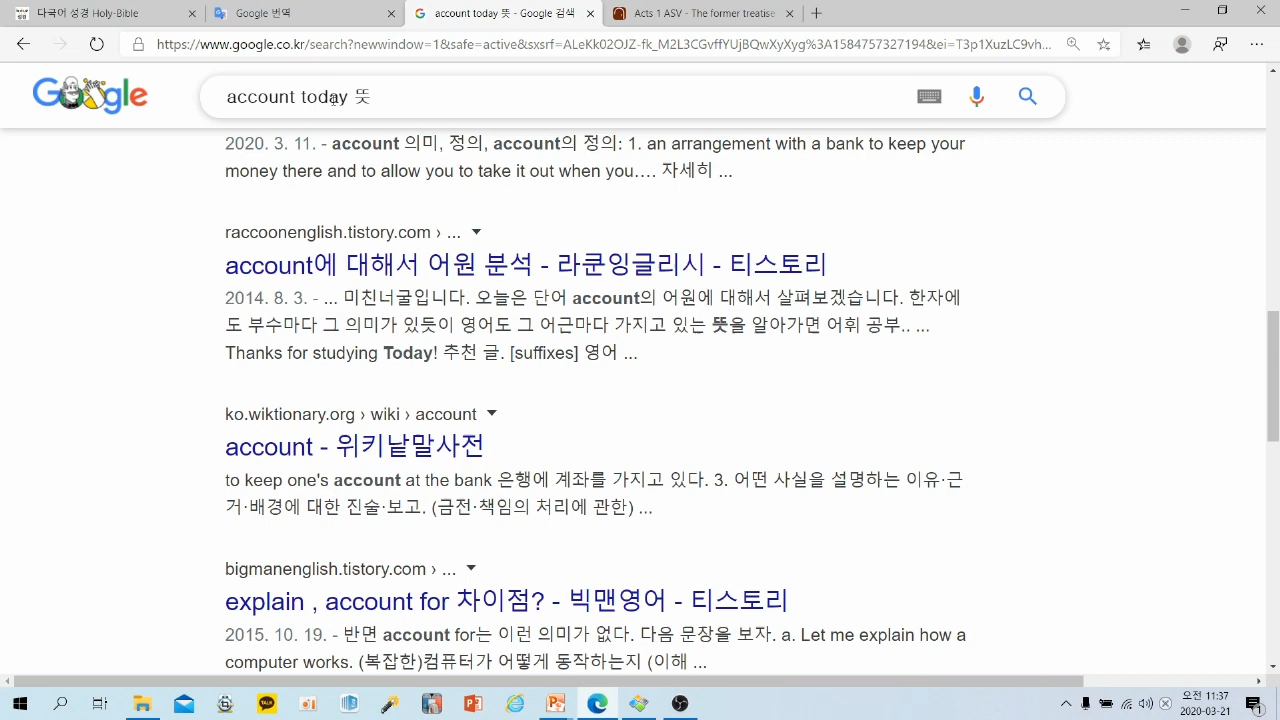 다국어 성경 Holy-Bible
Google 번역
account today 뜻 - Google 검색
Acts 1 ASV - The former treatise
https://www.google.co.kr/search?newwindow=1&safe=active&sxsrf=ALeKk02OJZ-fk_M2L3CGvffYUjBQwXyXyg%3A1584757327194&ei=T3p1XuzLC9vh...
Google
account today 뜻
2020. 3. 11. - account 의미, 정의, account의 정의: 1. an arrangement with a bank to keep your
money there and to allow you to take it out when you…. 자세히 ...
raccoonenglish.tistory.com › ...
account에 대해서 어원 분석 - 라쿤잉글리시 - 티스토리
2014. 8. 3. - ... 미친너굴입니다. 오늘은 단어 account의 어원에 대해서 살펴보겠습니다. 한자에
도 부수마다 그 의미가 있듯이 영어도 그 어근마다 가지고 있는 뜻을 알아가면 어휘 공부.. ...
Thanks for studying Today! 추천 글. [suffixes] 영어 ...
ko.wiktionary.org › wiki › account
account - 위키낱말사전
to keep one's account at the bank 은행에 계좌를 가지고 있다. 3. 어떤 사실을 설명하는 이유·근
거·배경에 대한 진술·보고. (금전·책임의 처리에 관한) ...
bigmanenglish.tistory.com › ...
explain , account for 차이점? - 빅맨영어 - 티스토리
2015. 10. 19. - 반면 account for는 이런 의미가 없다. 다음 문장을 보자. a. Let me explain how a
computer works. (복잡한)컴퓨터가 어떻게 동작하는지 (이해 ...
TALK
오전 11:37
2020-03-21